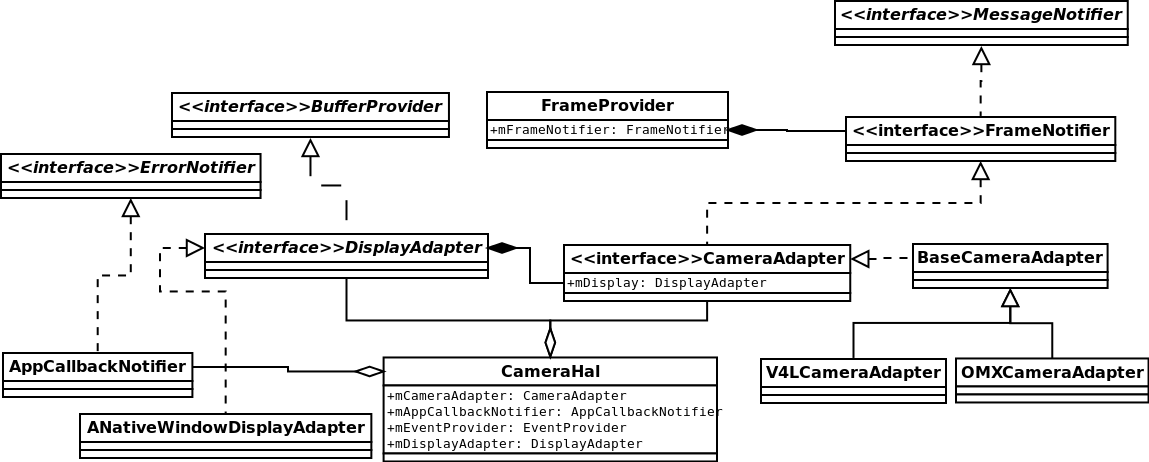 <<interface>>MessageNotifier
<<interface>>BufferProvider
FrameProvider
+mFrameNotifier: FrameNotifier
<<interface>>FrameNotifier
<<interface>>ErrorNotifier
<<interface>>DisplayAdapter
<<interface>>CameraAdapter
+mDisplay: DisplayAdapter
BaseCameraAdapter
AppCallbackNotifier
CameraHal
+mCameraAdapter: CameraAdapter
+mAppCallbackNotifier: AppCallbackNotifier
+mEventProvider: EventProvider
+mDisplayAdapter: DisplayAdapter
V4LCameraAdapter
OMXCameraAdapter
ANativeWindowDisplayAdapter